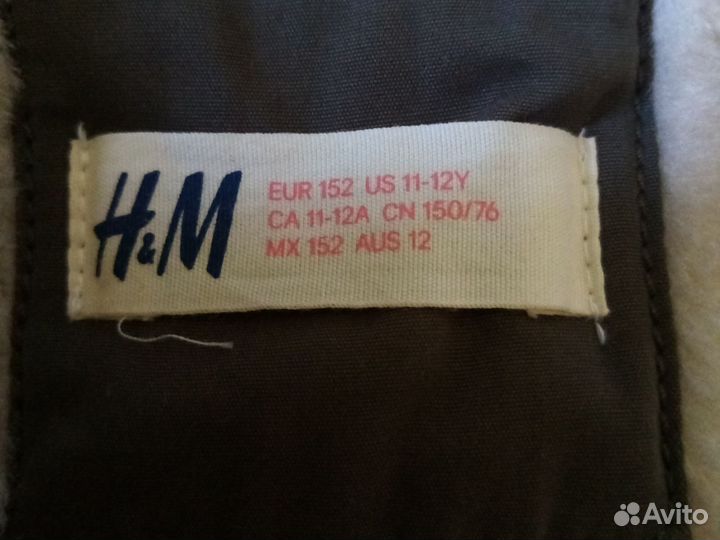 H&M
EUR 152 US 11-12Y
CA 11-12A CN 150/76
MX 152 AUS 12
Avito